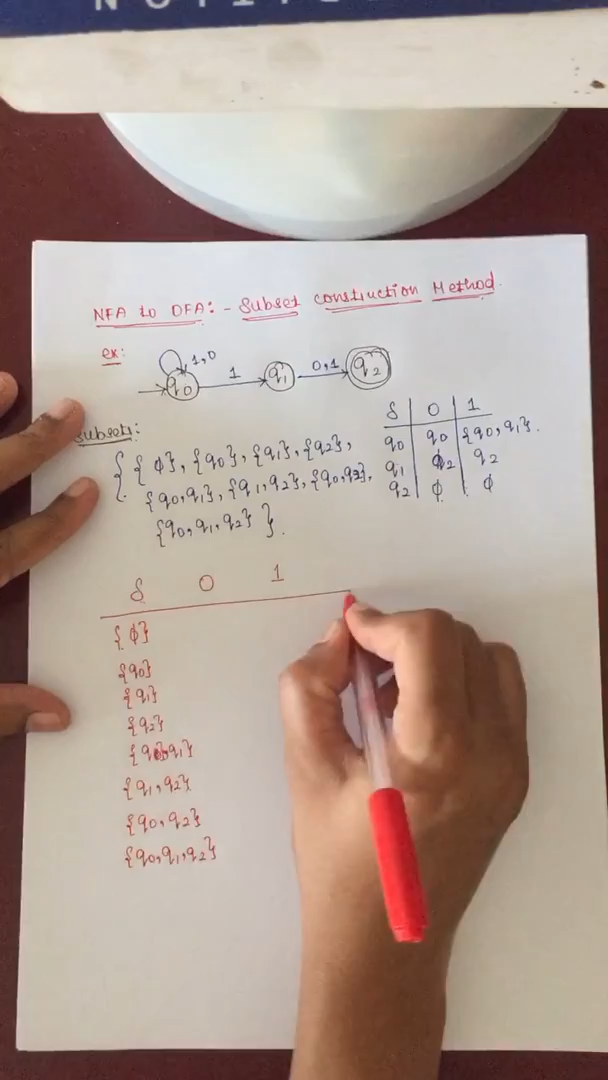 NFA to DFA:- Subset construction Method.
ex:
1,0
q0 1 q1 0,1 q2
Subsets:
{ {φ}, {q0}, {q1}, {q2},
{q0,q1}, {q1,q2}, {q0,q2},
{q0,q1,q2} }.
δ 0 1
q0 q0 {q0,q1}.
q1 q2 q2
q2 φ φ
δ 0 1
{φ}
{q0}
{q1}
{q2}
{q0,q1}
{q1,q2}
{q0,q2}
{q0,q1,q2}